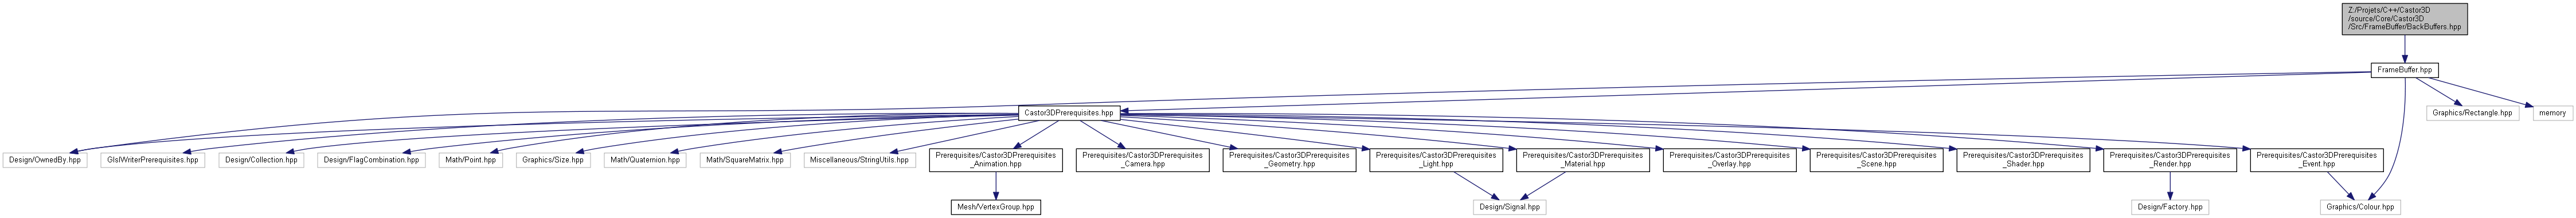 Z:/Projets/C++/Castor3D
/source/Core/Castor3D
/Src/FrameBuffer/BackBuffers.hpp
FrameBuffer.hpp
Castor3DPrerequisites.hpp
Graphics/Rectangle.hpp
memory
Design/OwnedBy.hpp
GlslWriterPrerequisites.hpp
Design/Collection.hpp
Design/FlagCombination.hpp
Math/Point.hpp
Graphics/Size.hpp
Math/Quaternion.hpp
Math/SquareMatrix.hpp
Miscellaneous/StringUtils.hpp
Prerequisites/Castor3DPrerequisites
_Animation.hpp
Prerequisites/Castor3DPrerequisites
_Camera.hpp
Prerequisites/Castor3DPrerequisites
_Geometry.hpp
Prerequisites/Castor3DPrerequisites
_Light.hpp
Prerequisites/Castor3DPrerequisites
_Material.hpp
Prerequisites/Castor3DPrerequisites
_Overlay.hpp
Prerequisites/Castor3DPrerequisites
_Scene.hpp
Prerequisites/Castor3DPrerequisites
_Shader.hpp
Prerequisites/Castor3DPrerequisites
_Render.hpp
Prerequisites/Castor3DPrerequisites
_Event.hpp
Mesh/VertexGroup.hpp
Design/Signal.hpp
Design/Factory.hpp
Graphics/Colour.hpp